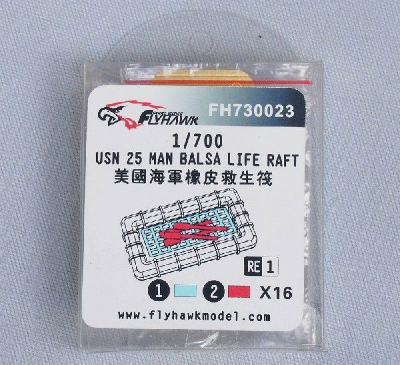 FLYHAWK
FH730023
1/700
USN 25 MAN BALSA LIFE RAFT
美國海軍橡皮救生筏
RE 1
1 2 X16
www.flyhawkmodel.com